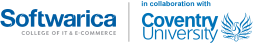 Softwarica
COLLEGE OF IT & E-COMMERCE
in collaboration with
Coventry
University